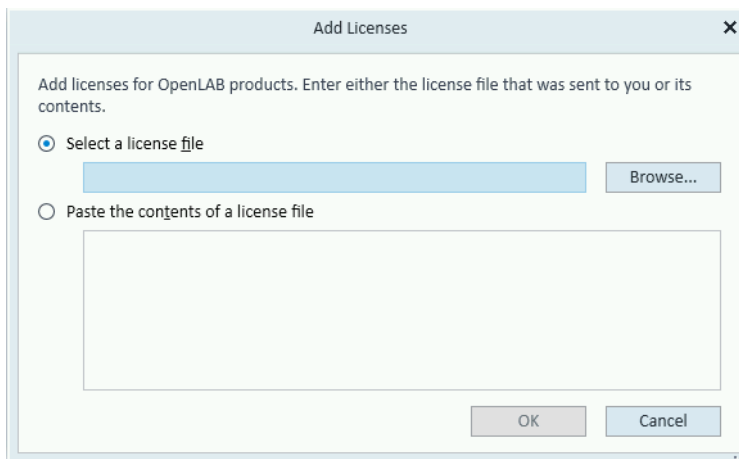 Add Licenses
Add licenses for OpenLAB products. Enter either the license file that was sent to you or its
contents.
Select a license file
Browse...
Paste the contents of a license file
OK
Cancel